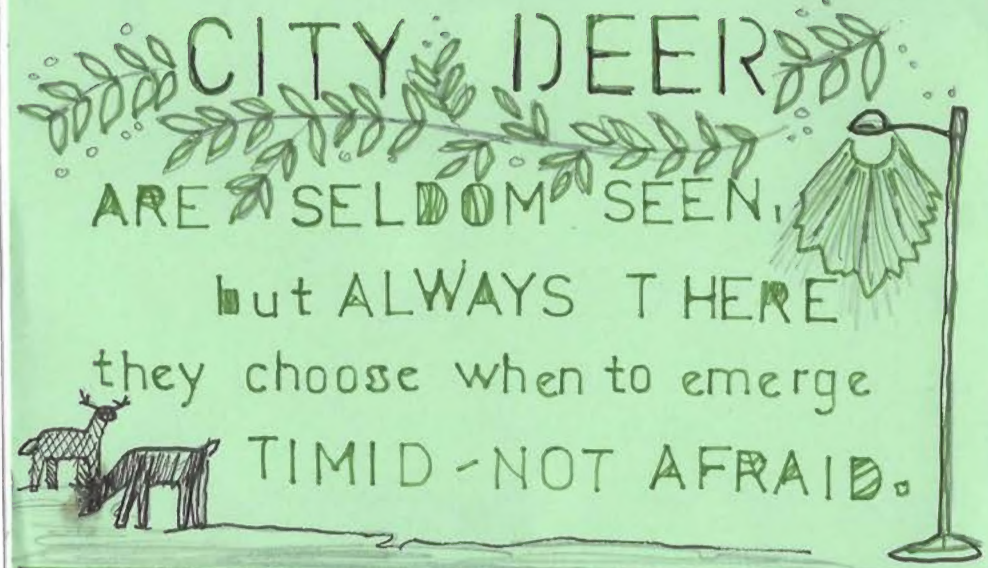 CITY DEER
ARE SELDOM SEEN,
but ALWAYS THERE
they choose when to emerge
TIMID - NOT AFRAID.